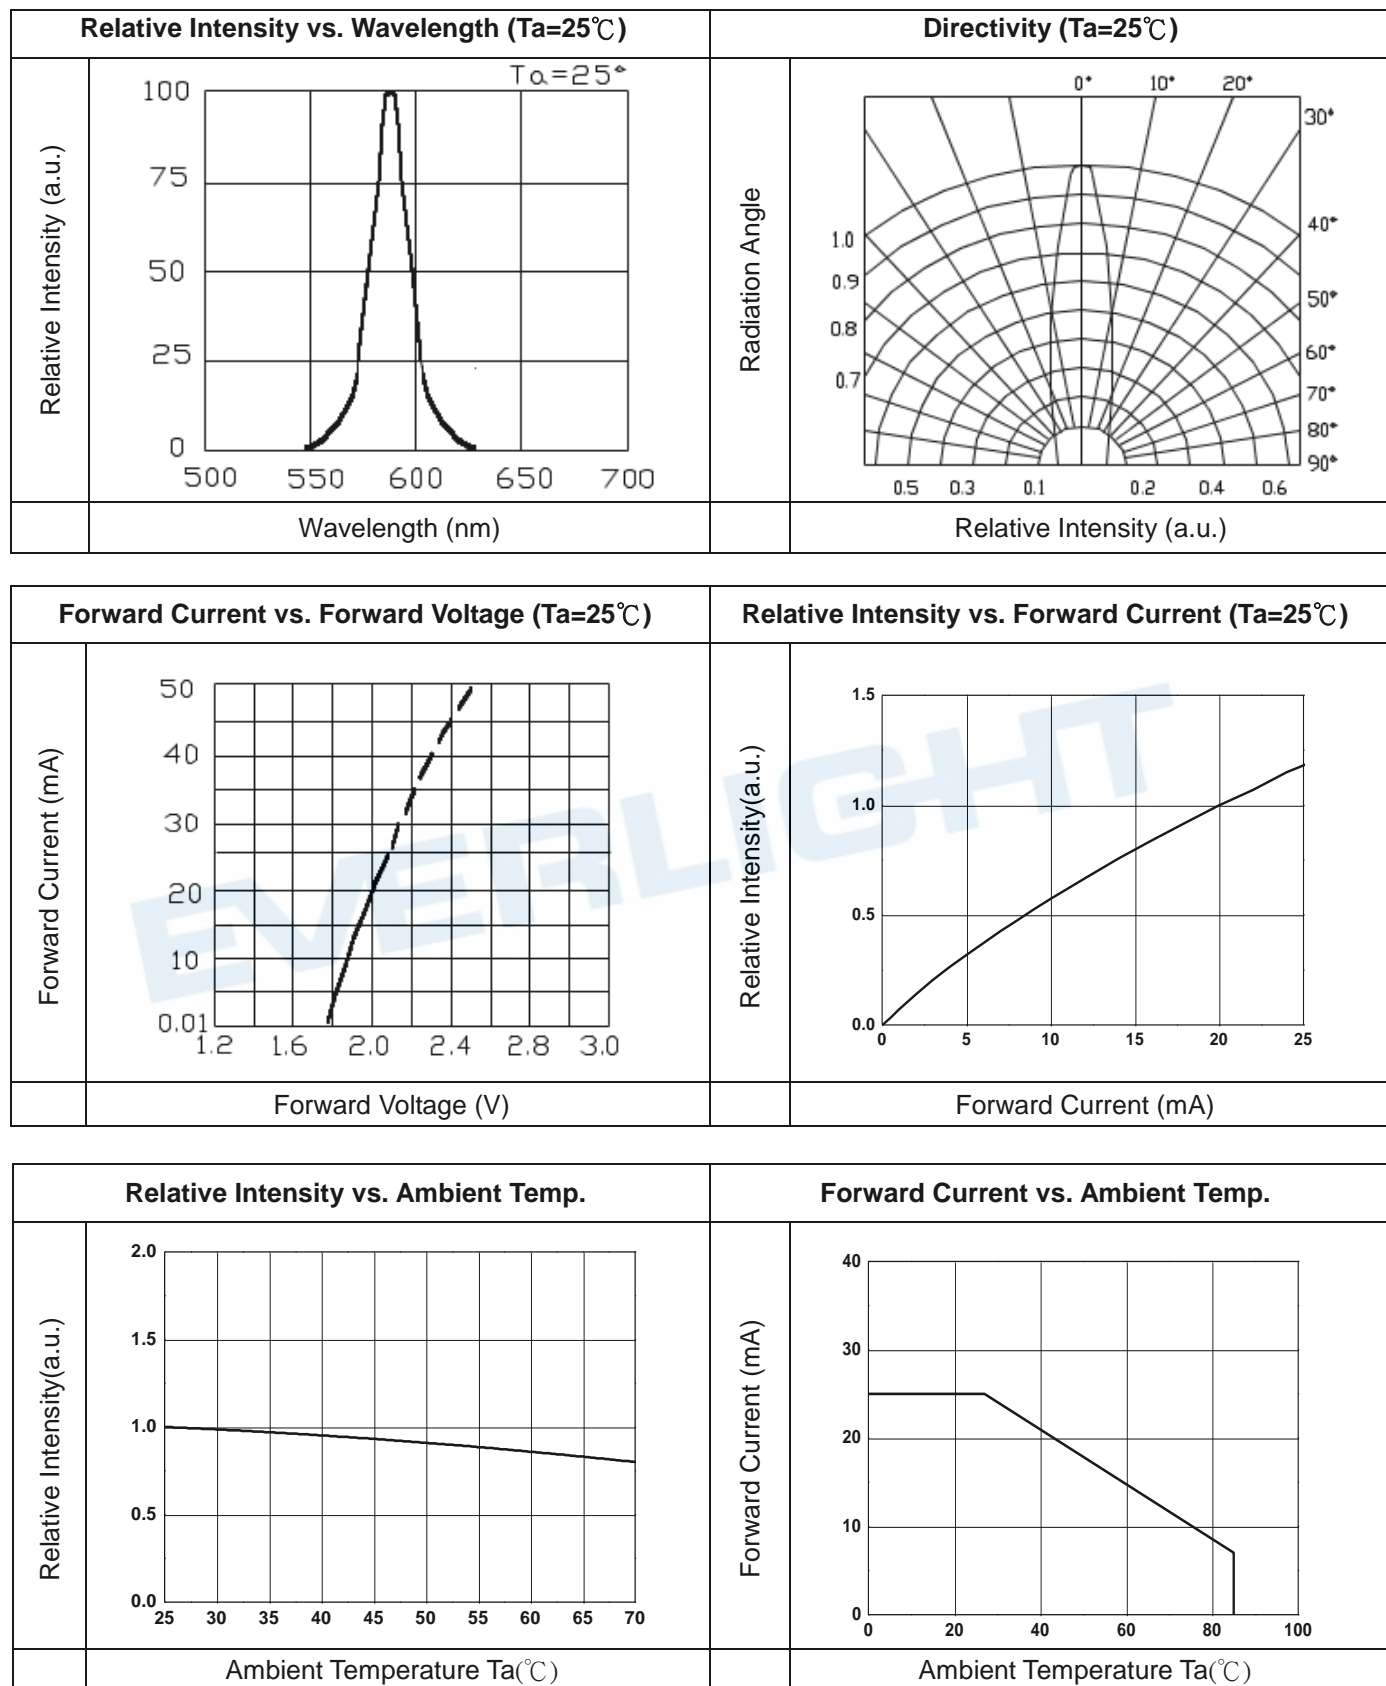 Relative Intensity vs. Wavelength (Ta=25℃)
Directivity (Ta=25℃)
Relative Intensity (a.u.)
Ta=25°
100
75
50
25
0
500 550 600 650 700
Wavelength (nm)
Radiation Angle
0° 10° 20°
30°
40°
50°
60°
70°
80°
90°
1.0
0.9
0.8
0.7
0.5 0.3 0.1 0.2 0.4 0.6
Relative Intensity (a.u.)
Forward Current vs. Forward Voltage (Ta=25℃)
Relative Intensity vs. Forward Current (Ta=25℃)
EVERLIGHT
Forward Current (mA)
50
40
30
20
10
0.01
1.2 1.6 2.0 2.4 2.8 3.0
Forward Voltage (V)
Relative Intensity(a.u.)
1.5
1.0
0.5
0.0
0 5 10 15 20 25
Forward Current (mA)
Relative Intensity vs. Ambient Temp.
Forward Current vs. Ambient Temp.
Relative Intensity(a.u.)
2.0
1.5
1.0
0.5
0.0
25 30 35 40 45 50 55 60 65 70
Ambient Temperature Ta(℃)
Forward Current (mA)
40
30
20
10
0
0 20 40 60 80 100
Ambient Temperature Ta(℃)